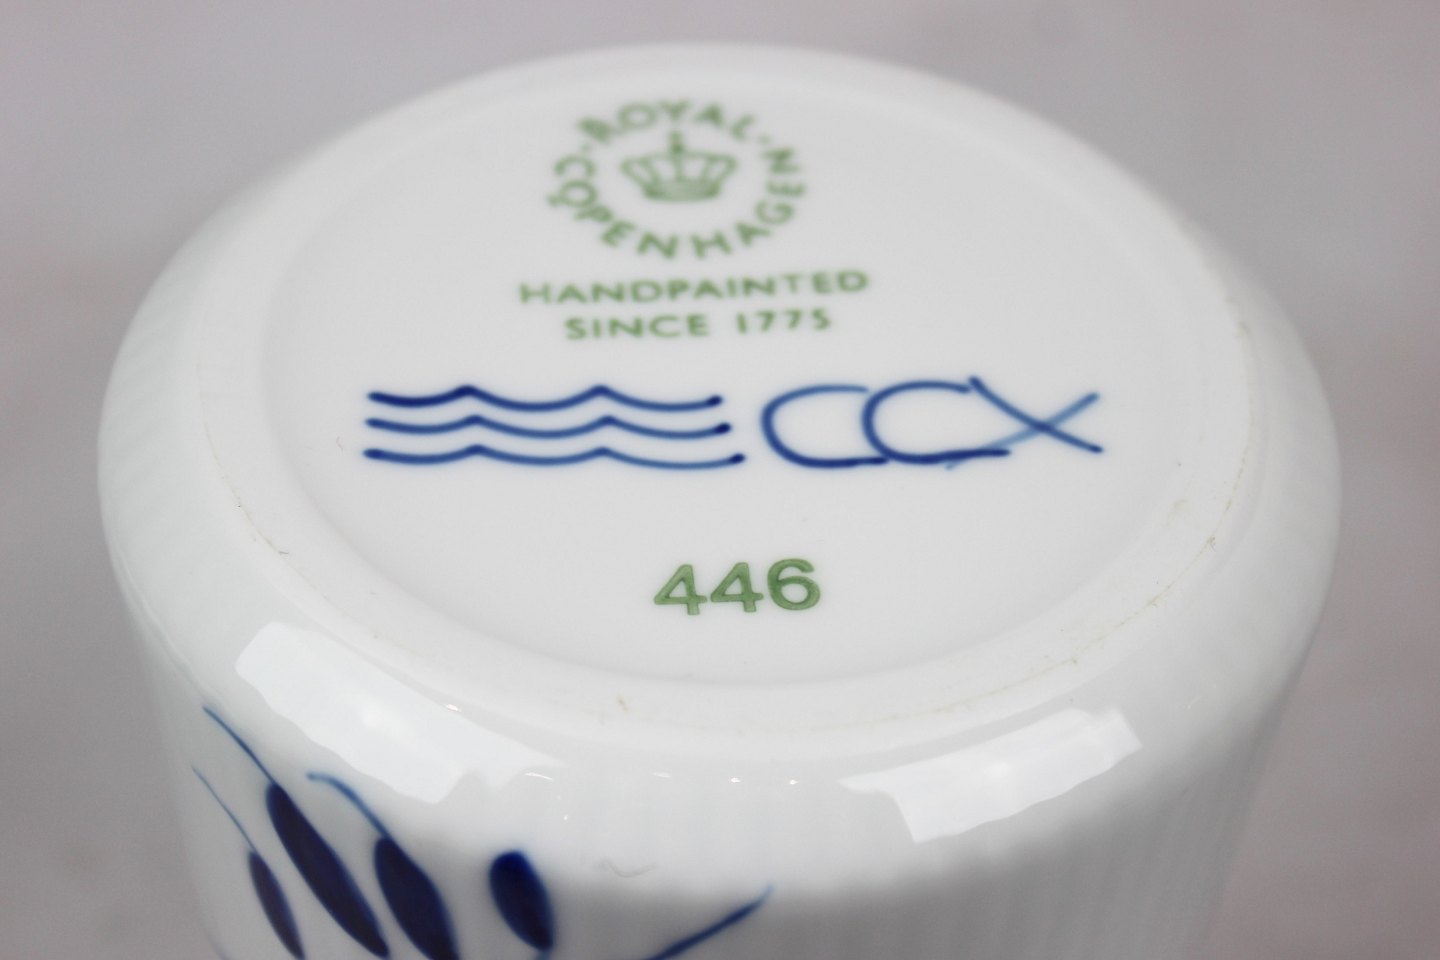 ROYAL
COPENHAGEN
HANDPAINTED
SINCE 1775
CCX
446